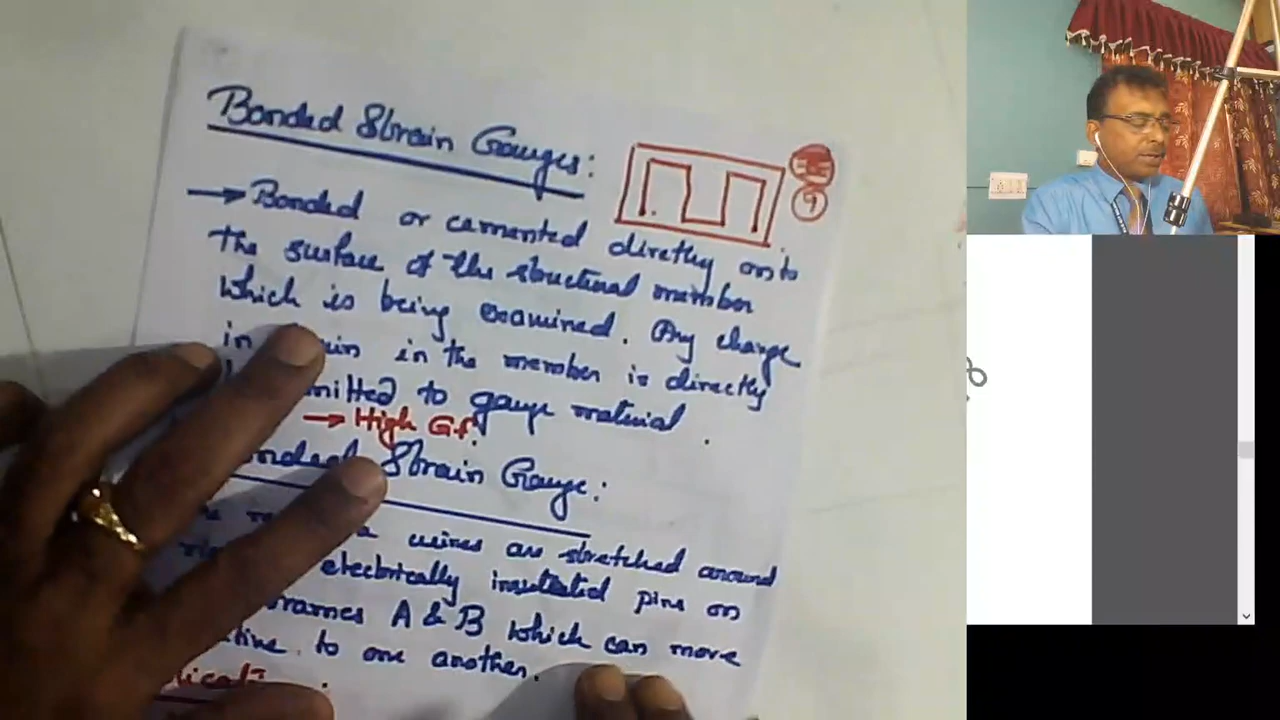 Bonded Strain Gauges:
9
→ Bonded or cemented directly onto
the surface of the structural member
which is being examined. Any change
in in the member is directly
to gauge material.
→ High G.F.
Strain Gauge:
wires are stretched around
electrically insulated pins on
frames A & B which can move
to one another.